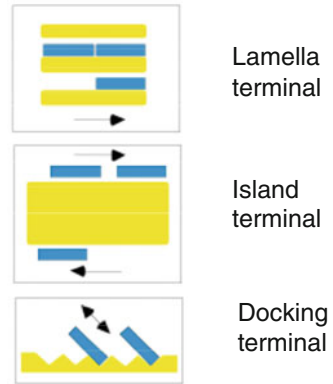 Lamella
terminal
Island
terminal
Docking
terminal